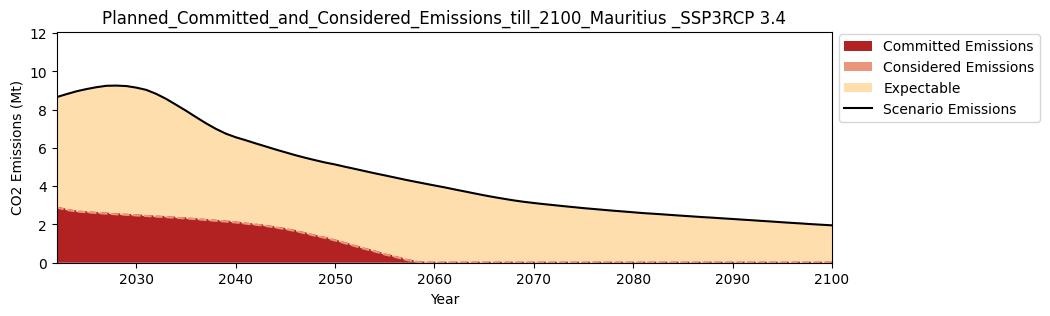 Planned_Committed_and_Considered_Emissions_till_2100_Mauritius _SSP3RCP 3.4
12
10
8
6
4
2
0
CO2 Emissions (Mt)
2030 2040 2050 2060 2070 2080 2090 2100
Year
Committed Emissions
Considered Emissions
Expectable
Scenario Emissions